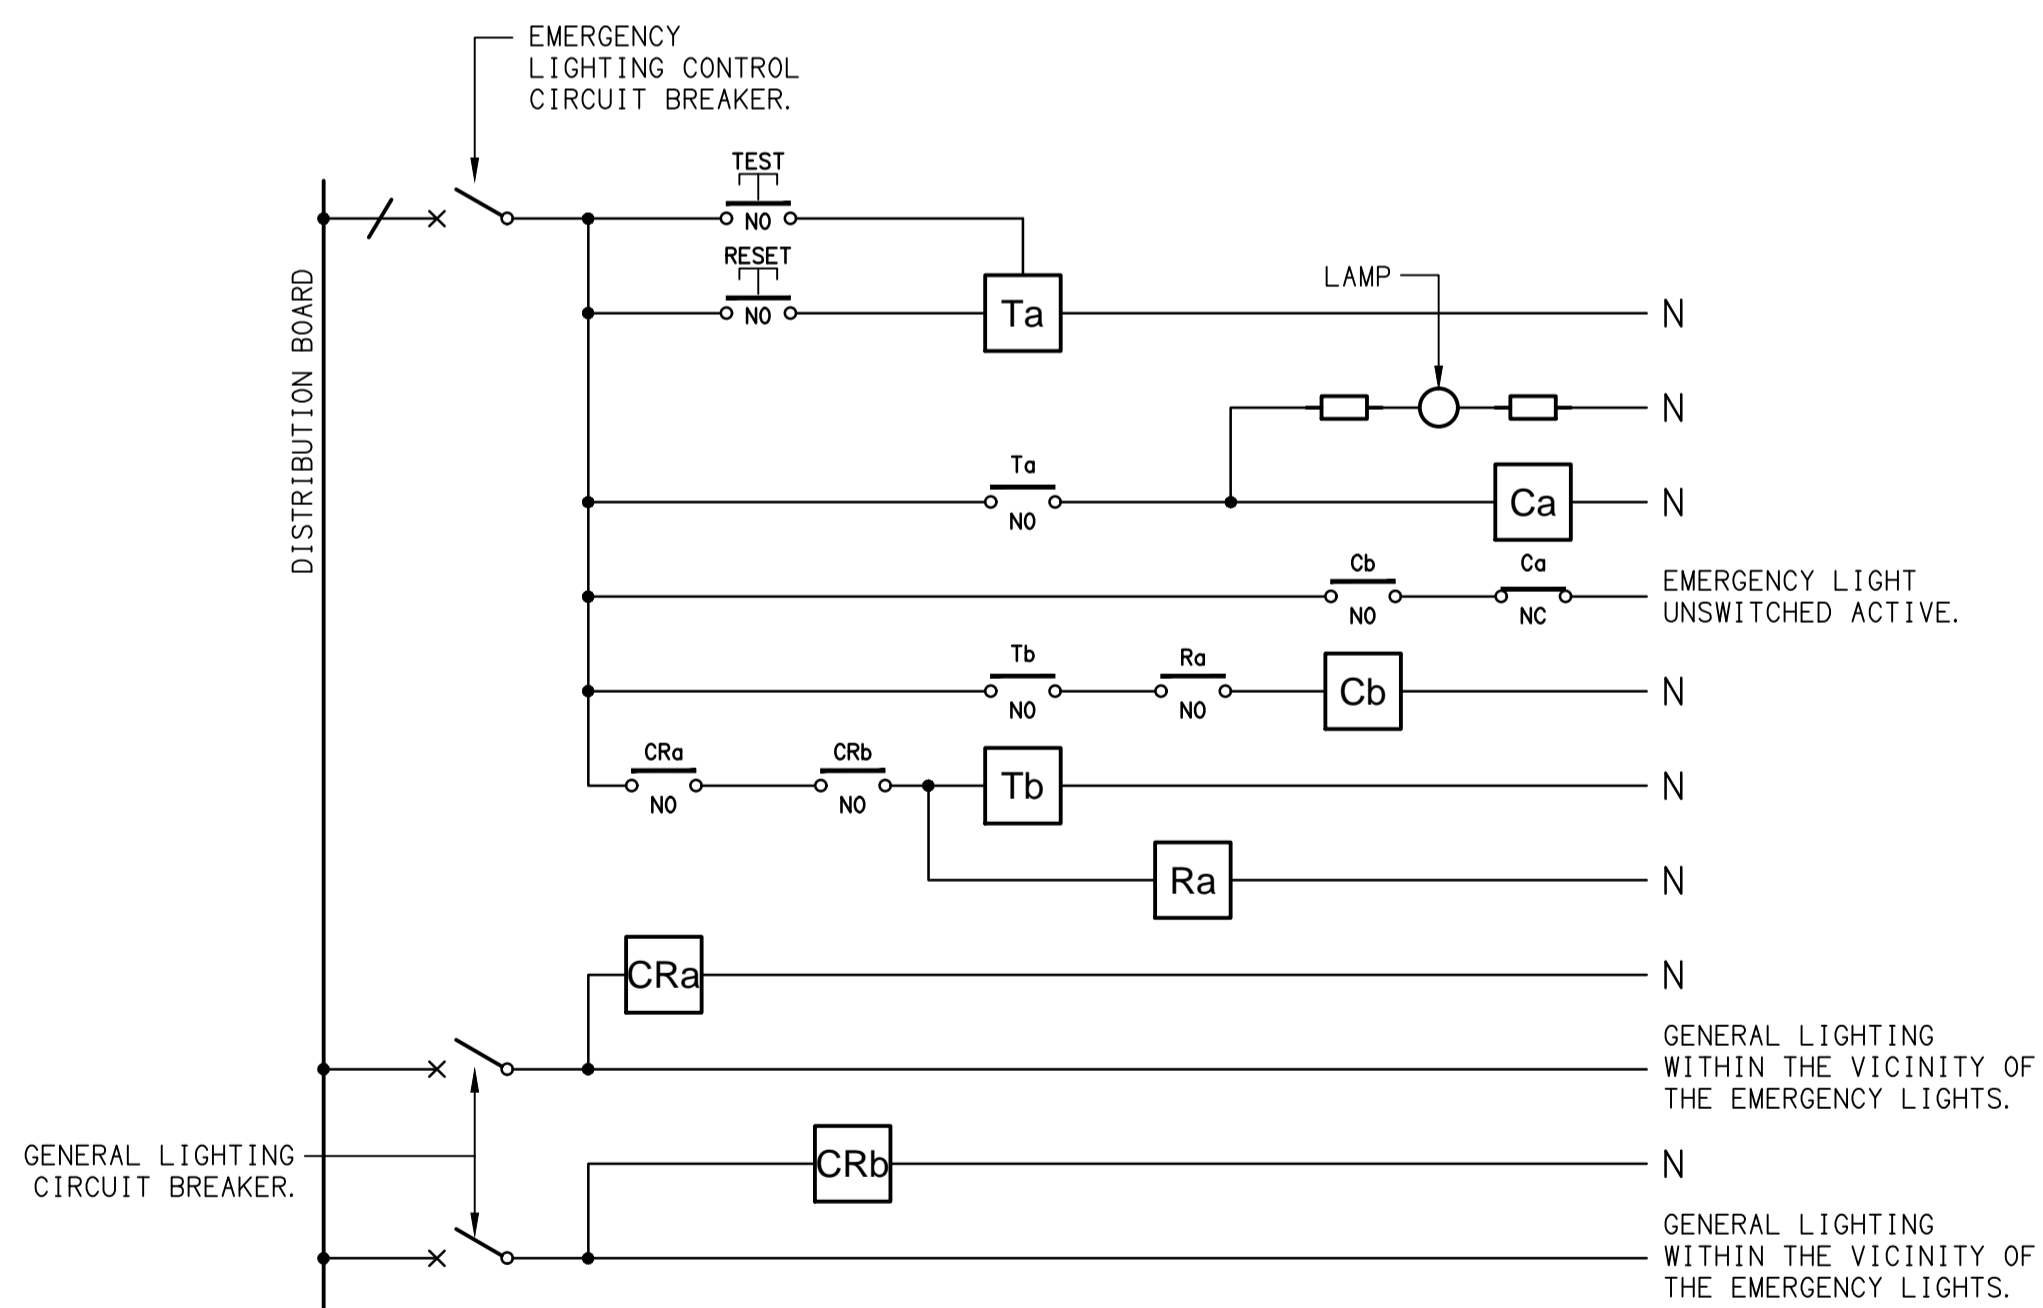 EMERGENCY
LIGHTING CONTROL
CIRCUIT BREAKER.
TEST
NO
RESET
NO
Ta
N
LAMP
N
DISTRIBUTION BOARD
Ta
NO
Ca
N
Cb
NO
Ca
NC
EMERGENCY LIGHT
UNSWITCHED ACTIVE.
Tb
NO
Ra
NO
Cb
N
CRa
NO
CRb
NO
Tb
N
Ra
N
CRa
N
GENERAL LIGHTING
WITHIN THE VICINITY OF
THE EMERGENCY LIGHTS.
GENERAL LIGHTING
CIRCUIT BREAKER.
CRb
N
GENERAL LIGHTING
WITHIN THE VICINITY OF
THE EMERGENCY LIGHTS.